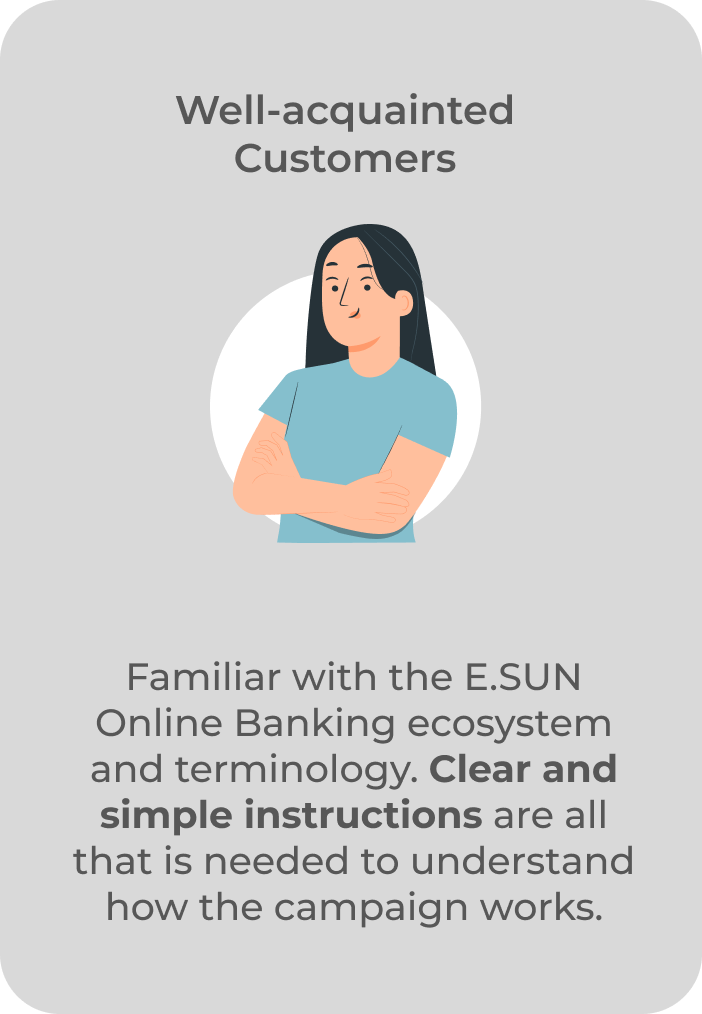 Well-acquainted
Customers
Familiar with the E.SUN
Online Banking ecosystem
and terminology. Clear and
simple instructions are all
that is needed to understand
how the campaign works.